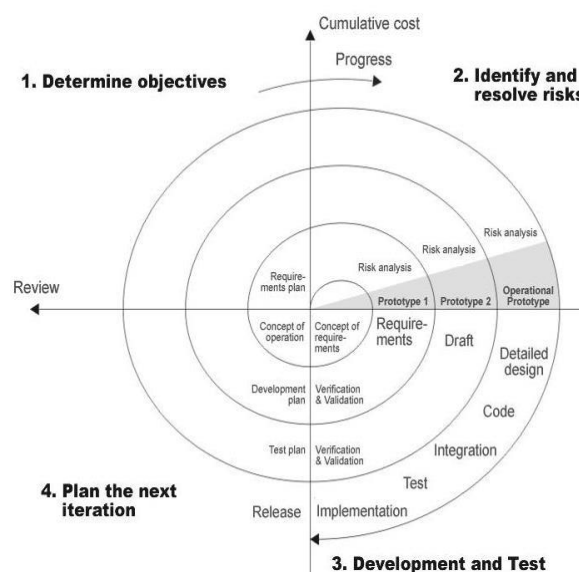 Cumulative cost
Progress
1. Determine objectives
2. Identify and
resolve risks
Risk analysis
Risk analysis
Risk analysis
Require-
ments plan
Review
Prototype 1
Prototype 2
Operational
Prototype
Concept of
operation
Concept of
require-
ments
Require-
ments
Draft
Detailed
design
Development
plan
Verification
& Validation
Code
Test plan
Verification
& Validation
Integration
Test
4. Plan the next
iteration
Release
Implementation
3. Development and Test